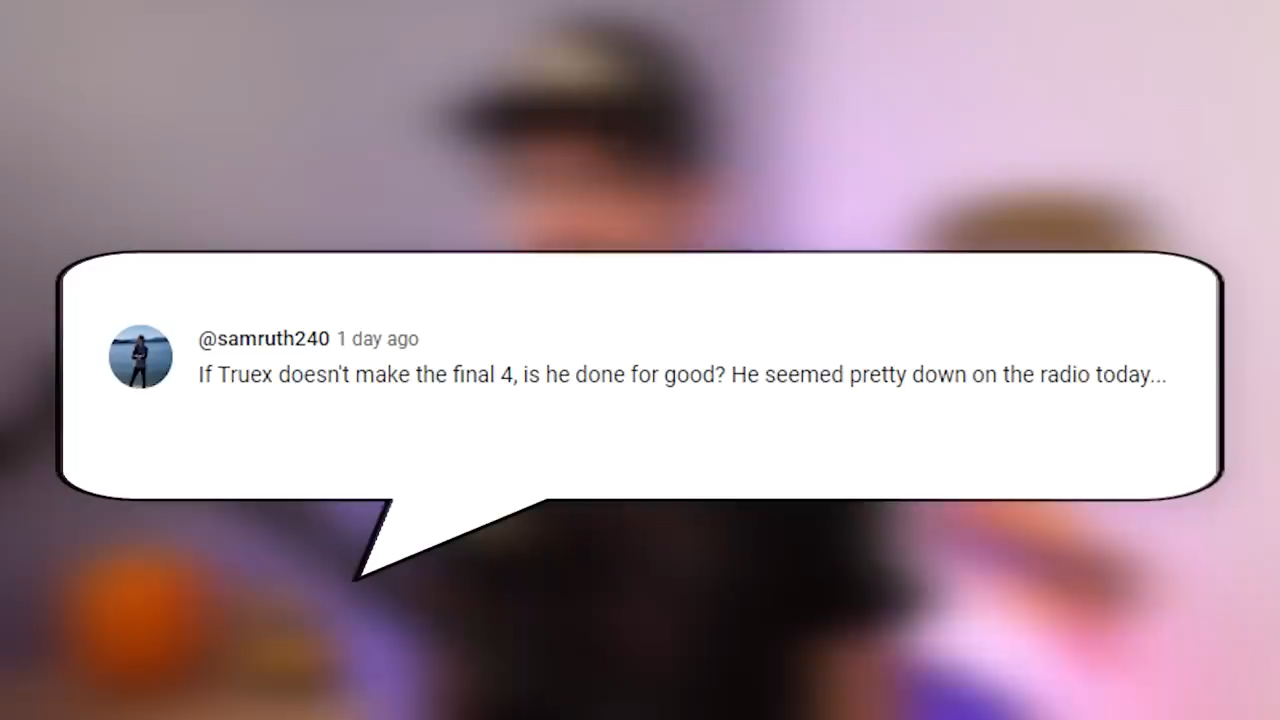 @samruth240 1 day ago
If Truex doesn't make the final 4, is he done for good? He seemed pretty down on the radio today...